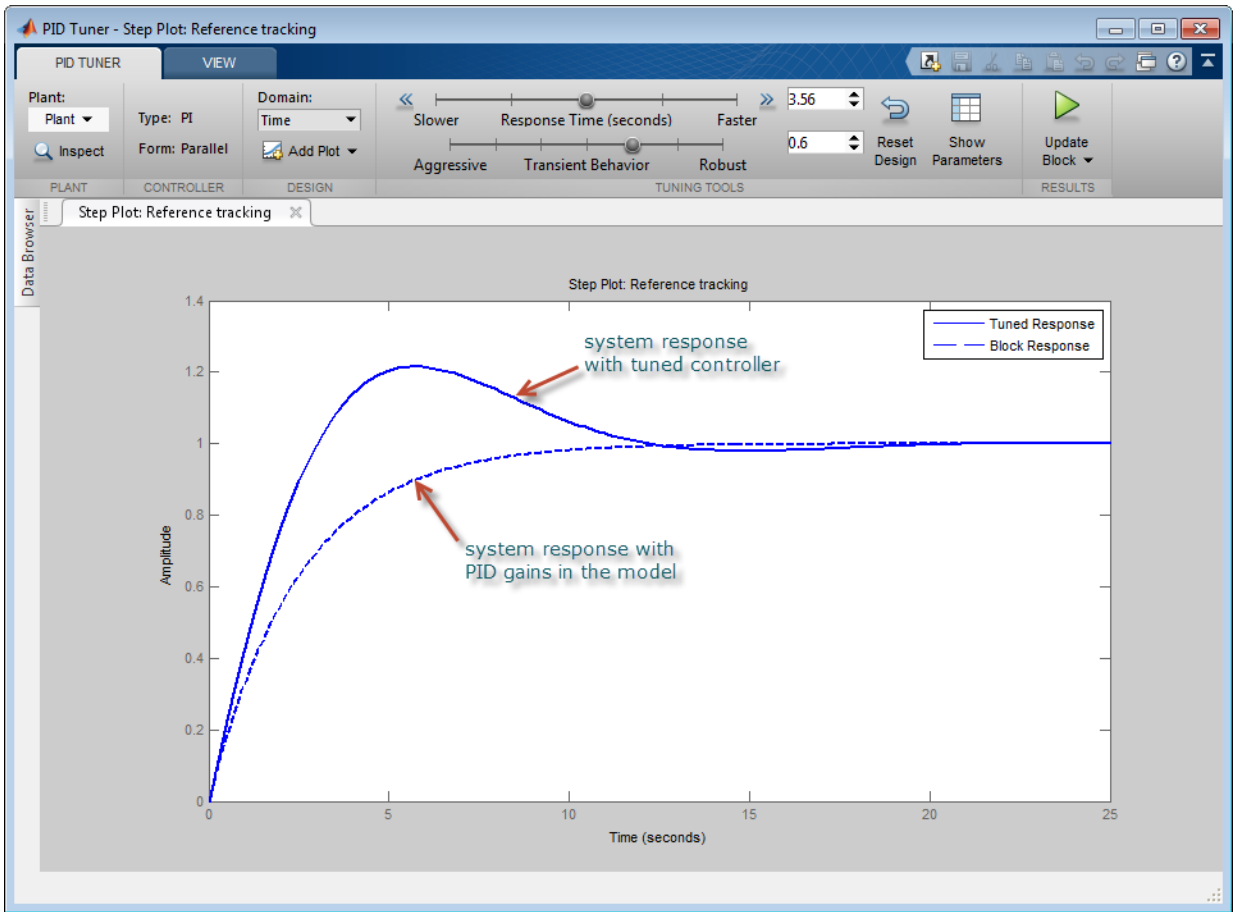 PID Tuner - Step Plot: Reference tracking
PID TUNER
VIEW
Plant:
Plant
Inspect
PLANT
Type: PI
Form: Parallel
CONTROLLER
Domain:
Time
Add Plot
DESIGN
Slower
Response Time (seconds)
Faster
3.56
Aggressive
Transient Behavior
Robust
0.6
Reset
Design
Show
Parameters
TUNING TOOLS
Update
Block
RESULTS
Data Browser
Step Plot: Reference tracking
Step Plot: Reference tracking
Tuned Response
Block Response
system response
with tuned controller
system response with
PID gains in the model
Amplitude
1.4
1.2
1
0.8
0.6
0.4
0.2
0
0
5
10
15
20
25
Time (seconds)